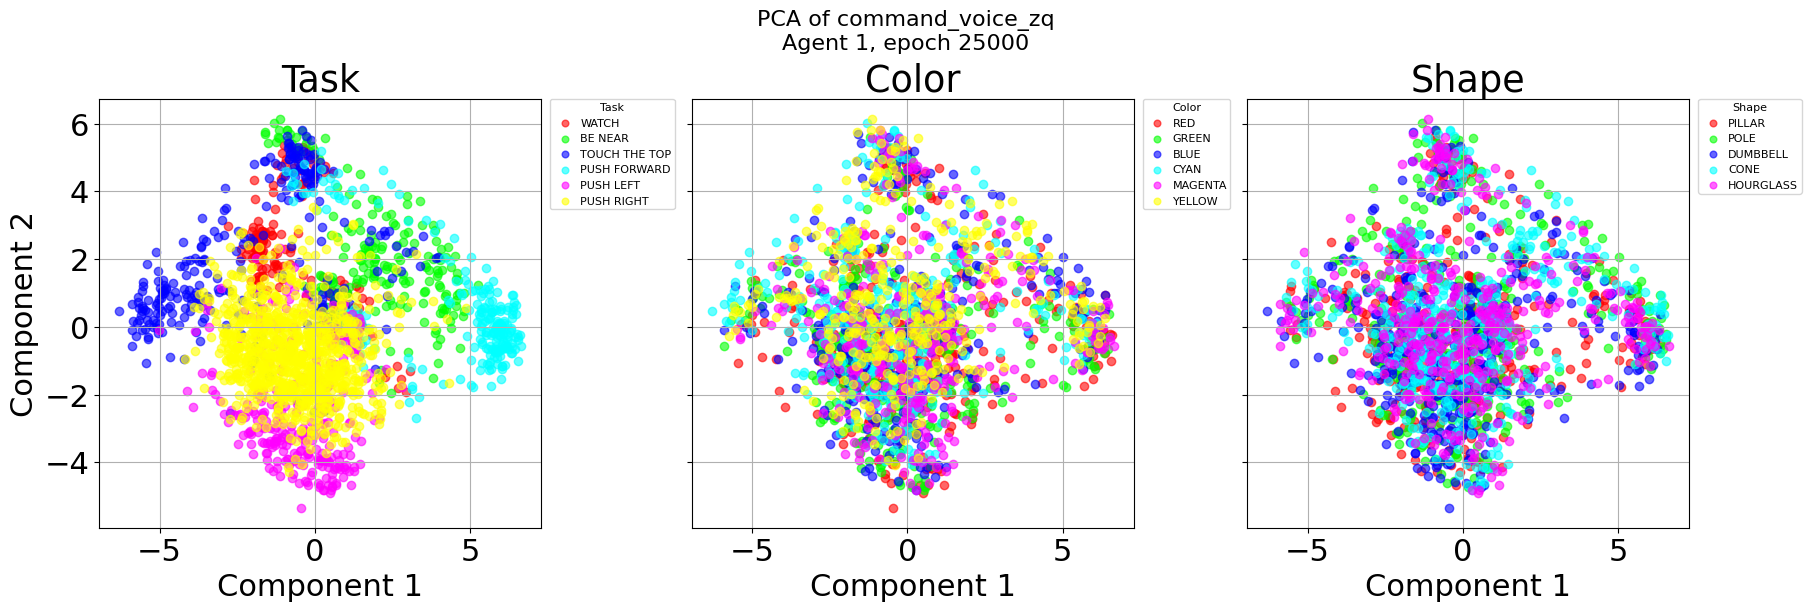 PCA of command_voice_zq
Agent 1, epoch 25000
Task
Color
Shape
Task
WATCH
BE NEAR
TOUCH THE TOP
PUSH FORWARD
PUSH LEFT
PUSH RIGHT
Color
RED
GREEN
BLUE
CYAN
MAGENTA
YELLOW
Shape
PILLAR
POLE
DUMBBELL
CONE
HOURGLASS
Component 2
6
4
2
0
−2
−4
−5 0 5
−5 0 5
−5 0 5
Component 1
Component 1
Component 1